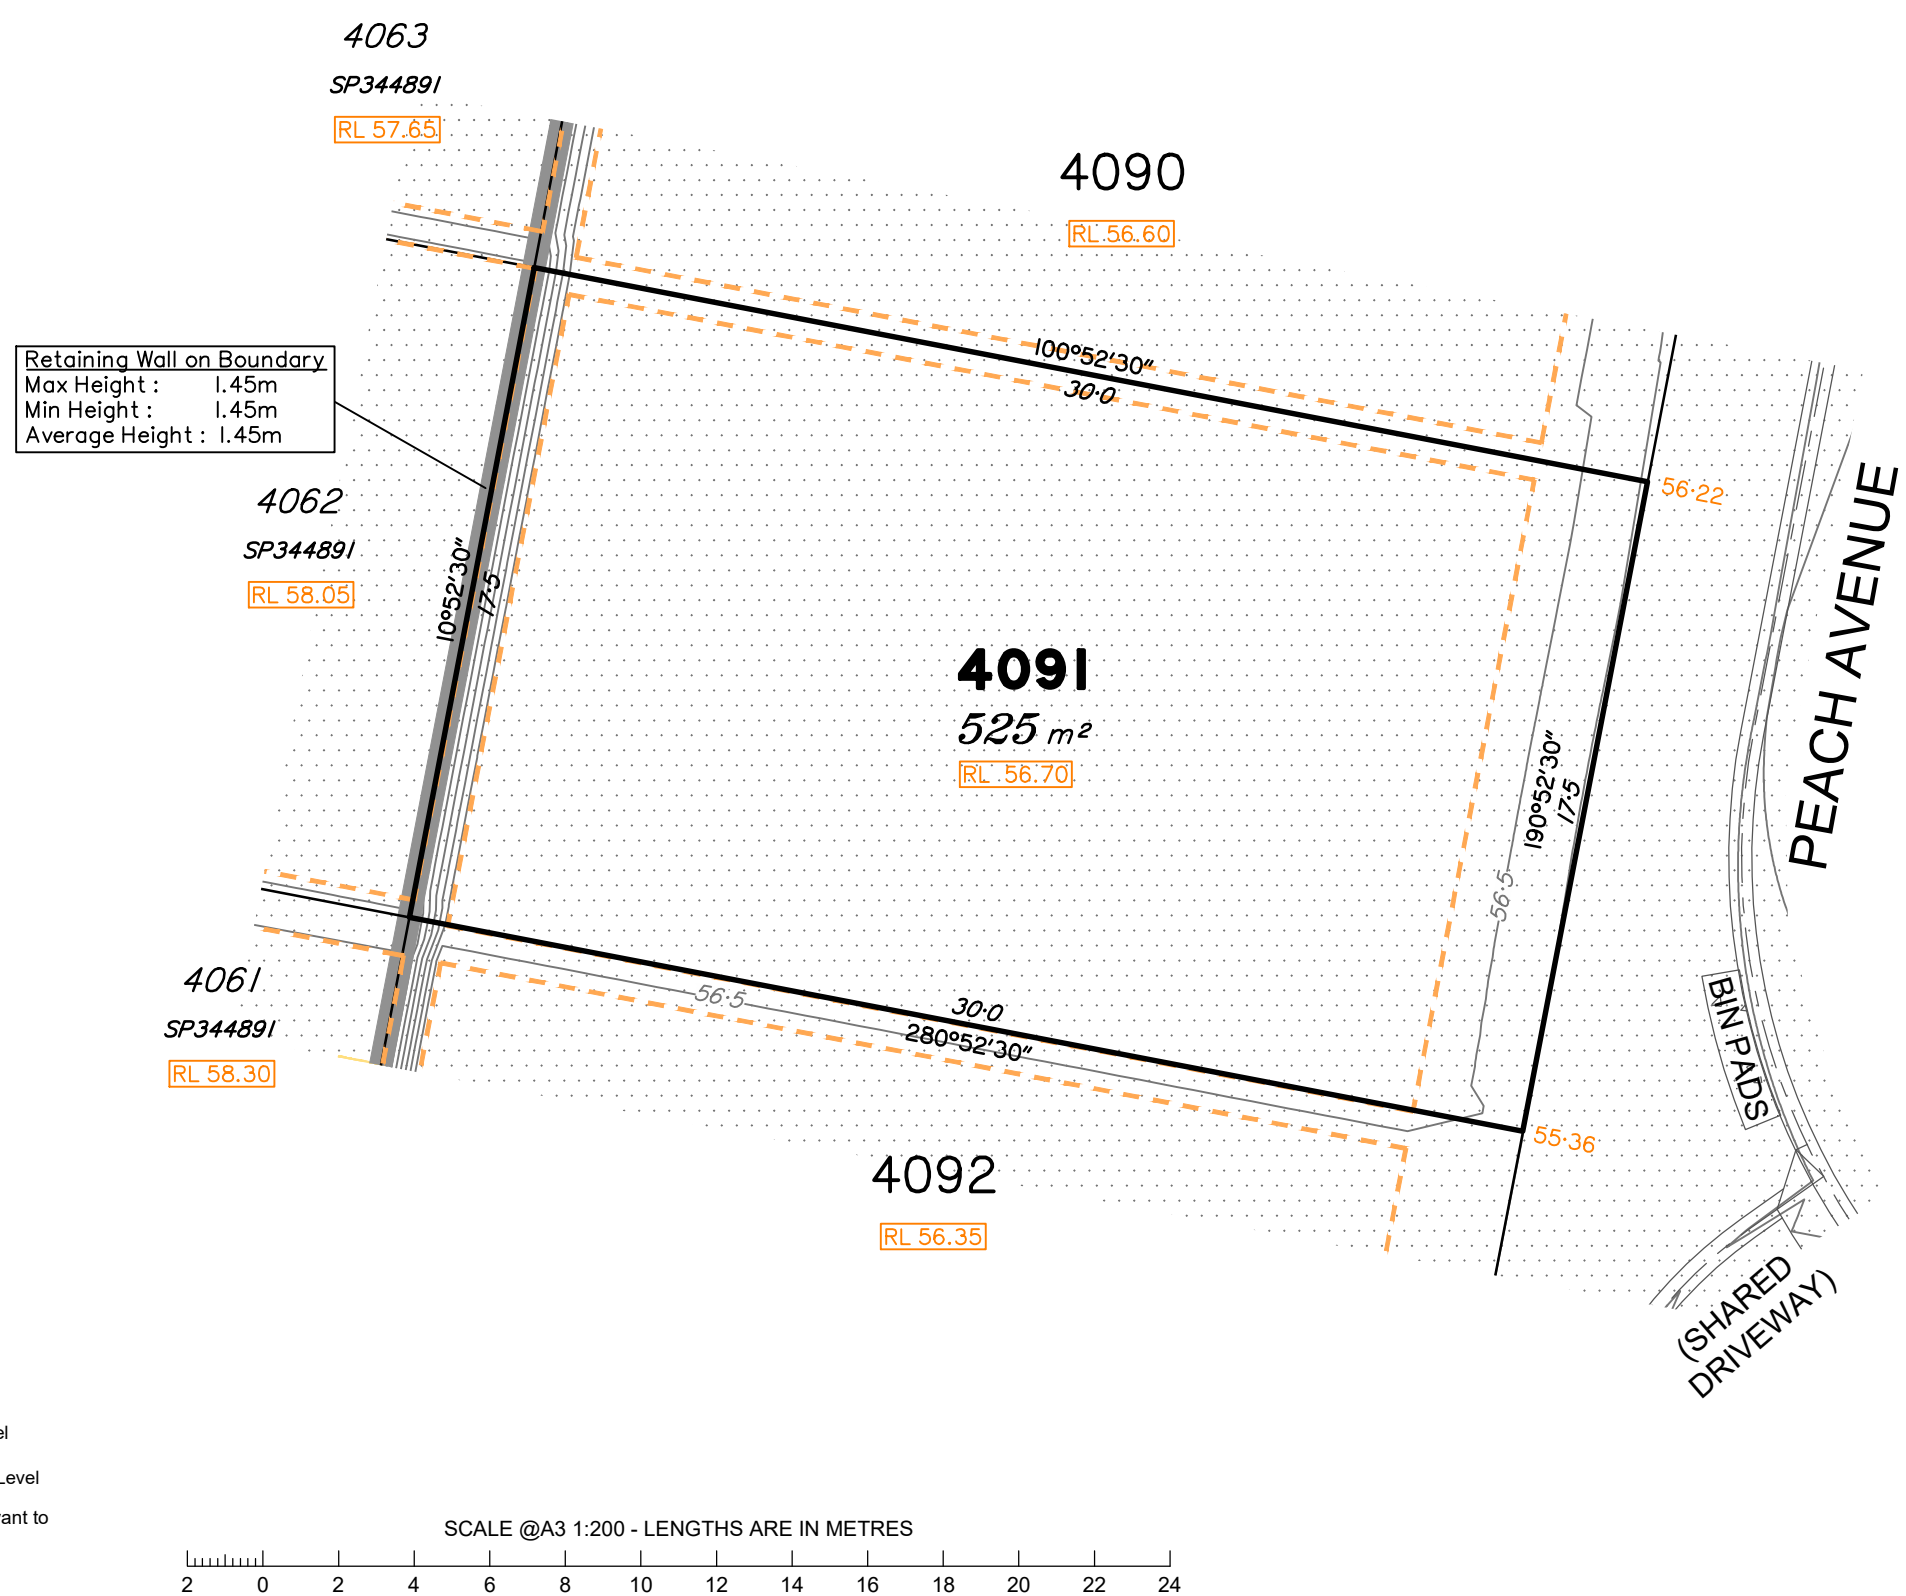 4063
SP344891
RL 57.65
4090
RL 56.60
100°52'30"
30·0
Retaining Wall on Boundary
Max Height : 1.45m
Min Height : 1.45m
Average Height : 1.45m
56·22
PEACH AVENUE
4062
SP344891
RL 58.05
10°52'30"
17·5
4091
525 m²
RL 56.70
190°52'30"
17·5
56·5
4061
SP344891
RL 58.30
56·5
30·0
280°52'30"
BIN PADS
55·36
4092
RL 56.35
(SHARED
DRIVEWAY)
el
Level
ant to
SCALE @A3 1:200 - LENGTHS ARE IN METRES
2 0 2 4 6 8 10 12 14 16 18 20 22 24